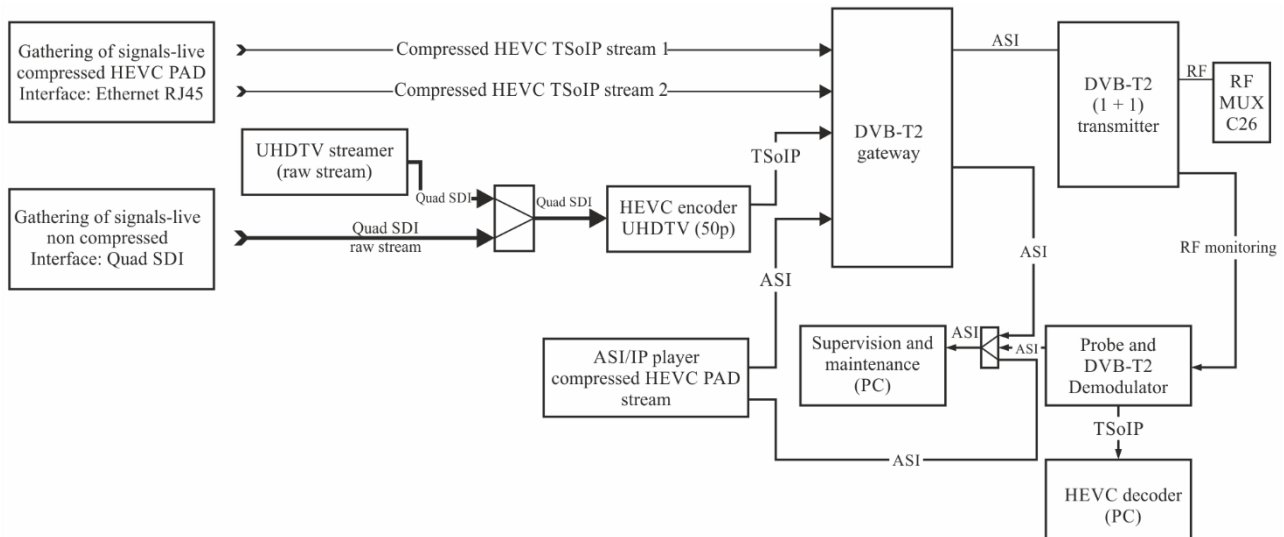 Gathering of signals-live
compressed HEVC PAD
Interface: Ethernet RJ45
Compressed HEVC TSoIP stream 1
Compressed HEVC TSoIP stream 2
UHDTV streamer
(raw stream)
Quad SDI
Gathering of signals-live
non compressed
Interface: Quad SDI
Quad SDI
raw stream
Quad SDI
HEVC encoder
UHDTV (50p)
TSoIP
ASI
DVB-T2
gateway
ASI
DVB-T2
(1 + 1)
transmitter
RF
RF
MUX
C26
ASI
RF monitoring
ASI/IP player
compressed HEVC PAD
stream
ASI
Supervision and
maintenance
(PC)
ASI
ASI
Probe and
DVB-T2
Demodulator
TSoIP
HEVC decoder
(PC)